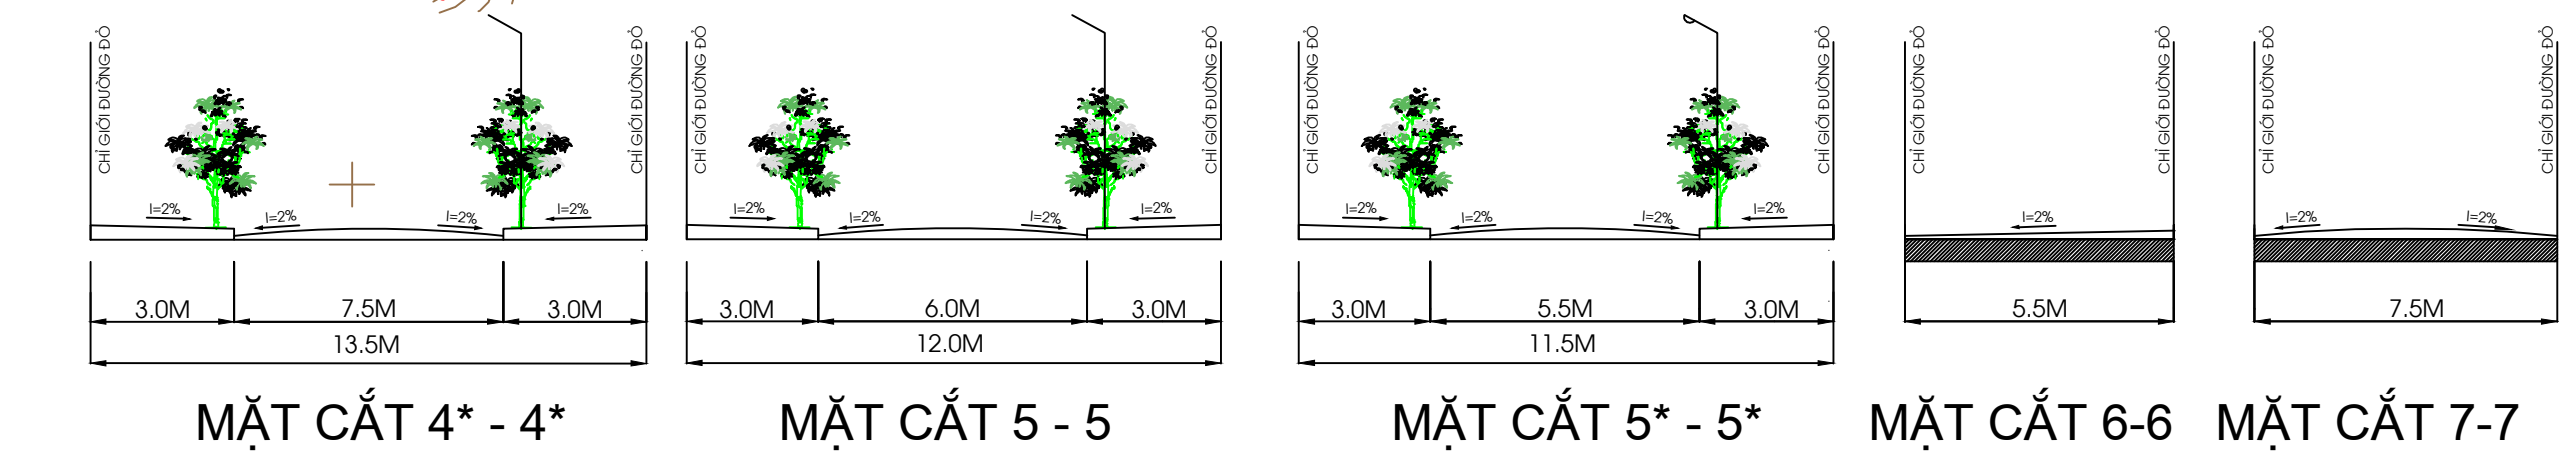 CHỈ GIỚI ĐƯỜNG ĐỎ
CHỈ GIỚI ĐƯỜNG ĐỎ
I=2%
I=2%
I=2%
I=2%
3.0M
7.5M
3.0M
13.5M
MẶT CẮT 4* - 4*
CHỈ GIỚI ĐƯỜNG ĐỎ
CHỈ GIỚI ĐƯỜNG ĐỎ
I=2%
I=2%
I=2%
I=2%
3.0M
6.0M
3.0M
12.0M
MẶT CẮT 5 - 5
CHỈ GIỚI ĐƯỜNG ĐỎ
CHỈ GIỚI ĐƯỜNG ĐỎ
I=2%
I=2%
I=2%
I=2%
3.0M
5.5M
3.0M
11.5M
MẶT CẮT 5* - 5*
CHỈ GIỚI ĐƯỜNG ĐỎ
CHỈ GIỚI ĐƯỜNG ĐỎ
I=2%
5.5M
MẶT CẮT 6-6
CHỈ GIỚI ĐƯỜNG ĐỎ
CHỈ GIỚI ĐƯỜNG ĐỎ
I=2%
I=2%
7.5M
MẶT CẮT 7-7